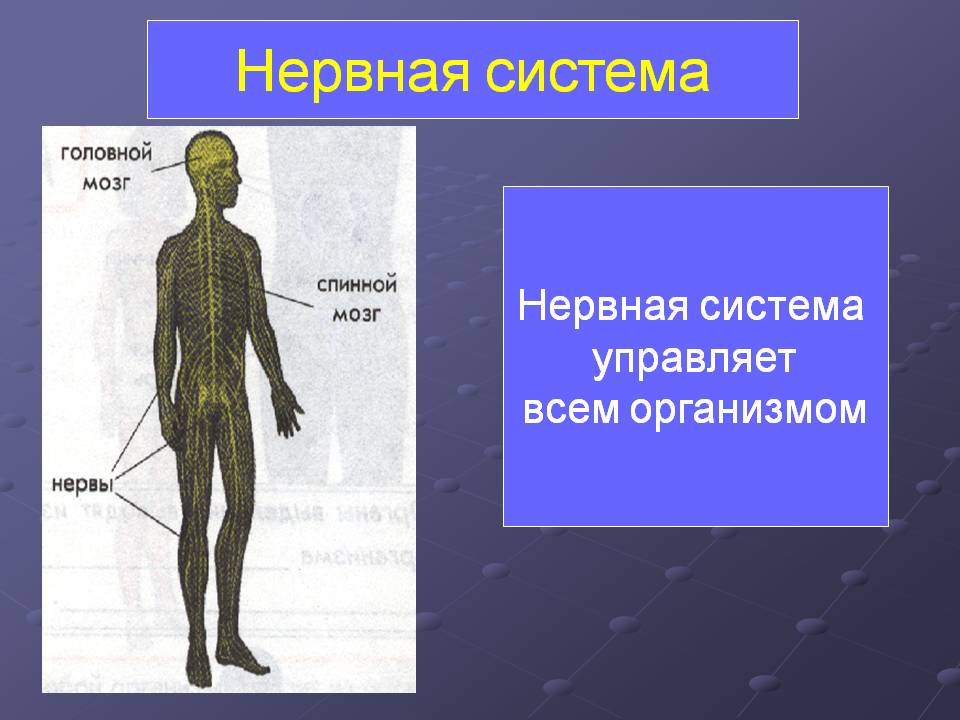 Нервная система
головной
мозг
спинной
мозг
нервы
Нервная система
управляет
всем организмом